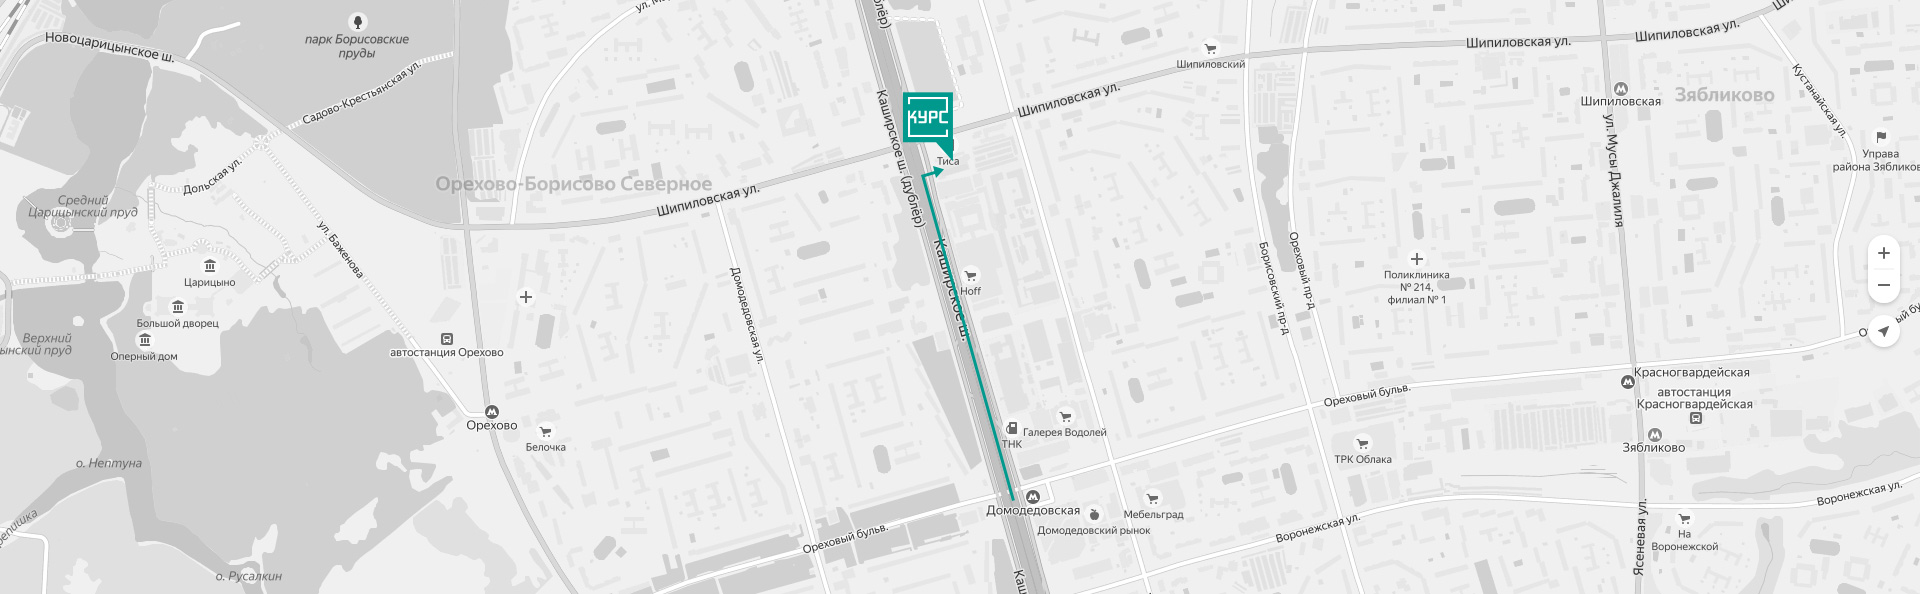 Новоцарицынское ш.
парк Борисовские
пруды
Садово-Крестьянская ул.
Дольская ул.
Средний
Царицынский пруд
ул. Баженова
Царицыно
Большой дворец
Оперный дом
Верхний
ынский пруд
о. Нептуна
о. Русалкин
Орехово-Борисово Северное
автостанция Орехово
Орехово
Белочка
Шипиловская ул.
Домодедовская ул.
Ореховый бульв.
Каширское ш. (дублёр)
КУРС
Тиса
Каширское ш.
Hoff
ТНК
Галерея Водолей
Домодедовская
Домодедовский рынок
Мебельград
Шипиловская ул.
Шипиловский
Борисовский пр-д
Ореховый пр-д
Шипиловская ул.
Шипиловская ул.
Шипиловская
Зябликово
ул. Мусы Джалиля
Кустанайская ул.
Управа
района Зябликово
Поликлиника
№ 214,
филиал № 1
Ореховый бульв.
Красногвардейская
автостанция
Красногвардейская
Зябликово
ТРК Облака
Воронежская ул.
Воронежская ул.
На
Воронежской
Ясеневая ул.